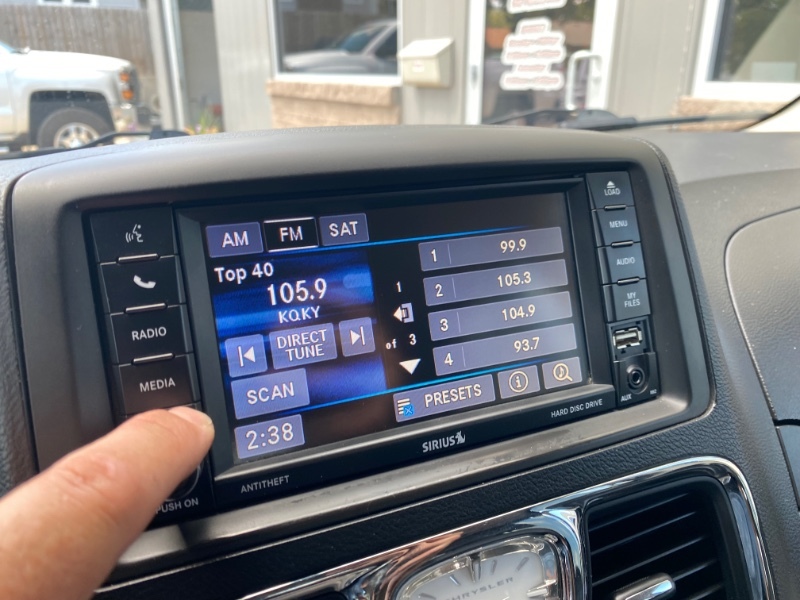 AM
FM
SAT
Top 40
105.9
KQKY
DIRECT
TUNE
SCAN
2:38
1
of 3
1 99.9
2 105.3
3 104.9
4 93.7
PRESETS
RADIO
MEDIA
PUSH ON
ANTITHEFT
SIRIUS
HARD DISC DRIVE
LOAD
MENU
AUDIO
MY
FILES
AUX
CHRYSLER